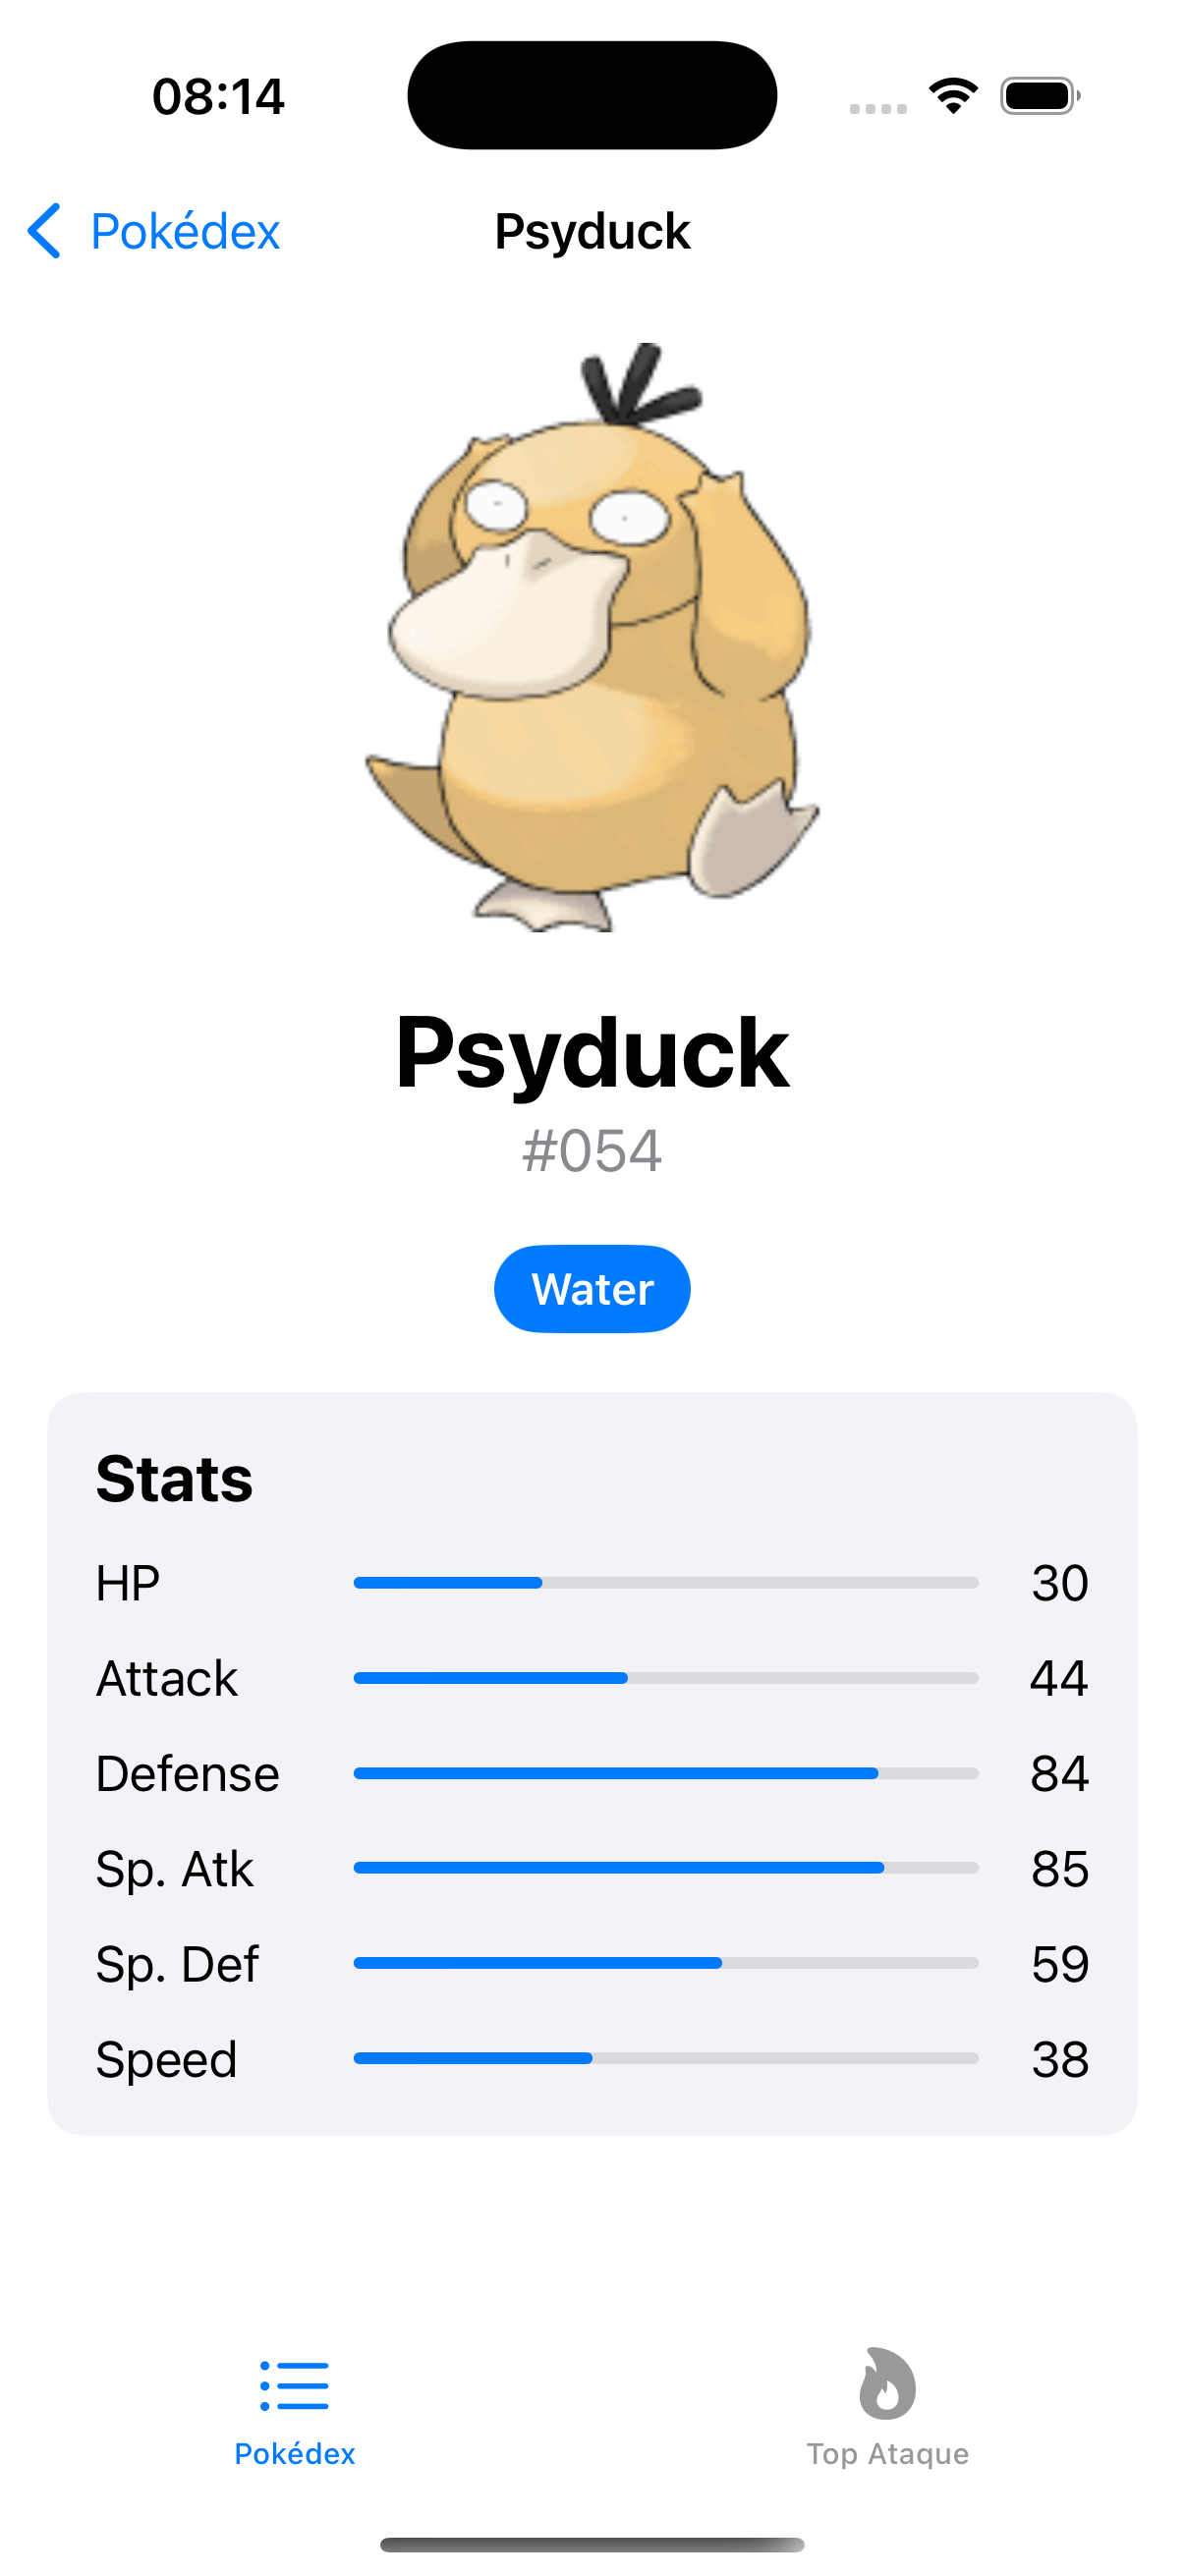 08:14
Pokédex Psyduck
Psyduck
#054
Water
Stats
HP 30
Attack 44
Defense 84
Sp. Atk 85
Sp. Def 59
Speed 38
Pokédex Top Ataque